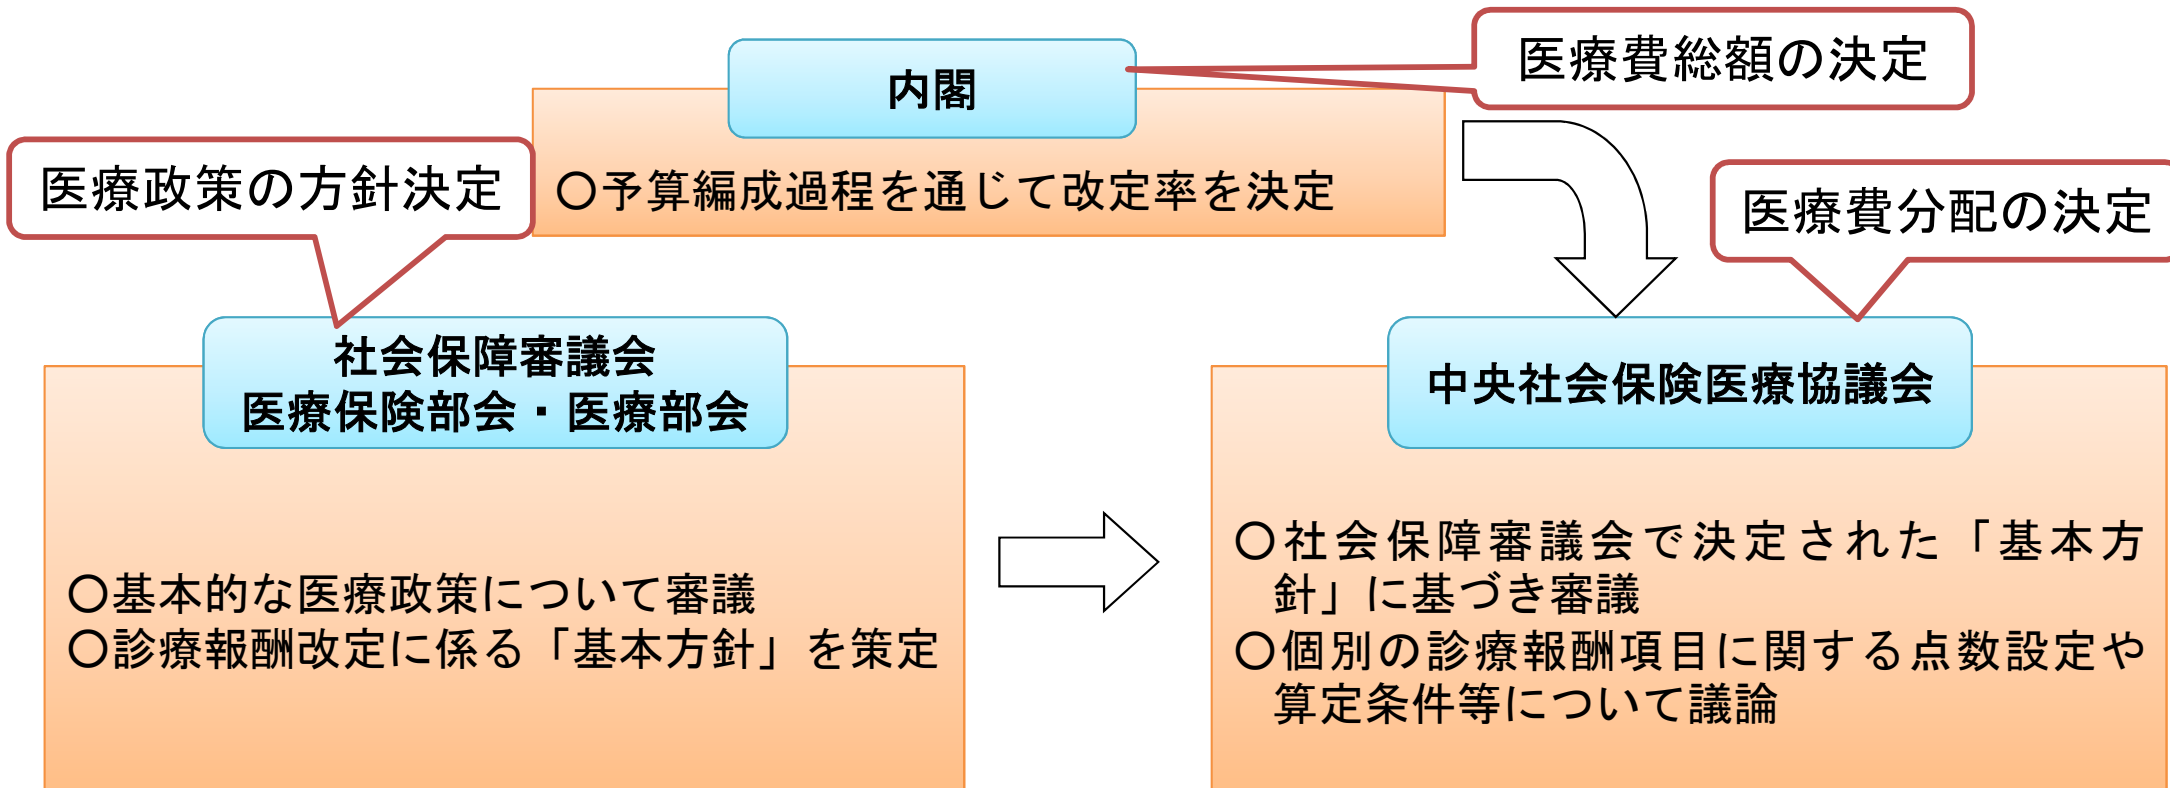 内閣
医療費総額の決定
〇予算編成過程を通じて改定率を決定
医療政策の方針決定
医療費分配の決定
社会保障審議会
医療保険部会・医療部会
〇基本的な医療政策について審議
〇診療報酬改定に係る「基本方針」を策定
中央社会保険医療協議会
〇社会保障審議会で決定された「基本方
針」に基づき審議
〇個別の診療報酬項目に関する点数設定や
算定条件等について議論